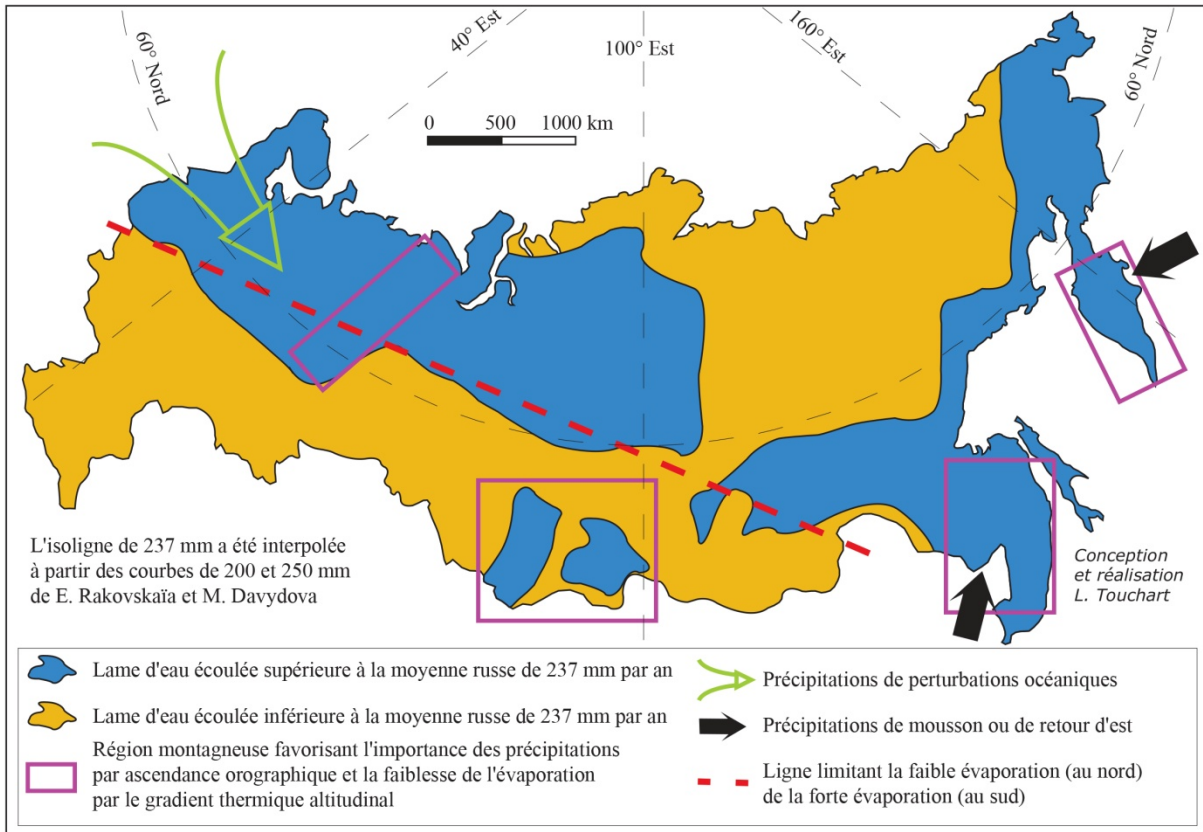 60° Nord
40° Est
100° Est
160° Est
60° Nord
0 500 1000 km
L'isoligne de 237 mm a été interpolée
à partir des courbes de 200 et 250 mm
de E. Rakovskaïa et M. Davydova
Conception
et réalisation
L. Touchart
Lame d'eau écoulée supérieure à la moyenne russe de 237 mm par an
Lame d'eau écoulée inférieure à la moyenne russe de 237 mm par an
Région montagneuse favorisant l'importance des précipitations
par ascendance orographique et la faiblesse de l'évaporation
par le gradient thermique altitudinal
Précipitations de perturbations océaniques
Précipitations de mousson ou de retour d'est
Ligne limitant la faible évaporation (au nord)
de la forte évaporation (au sud)